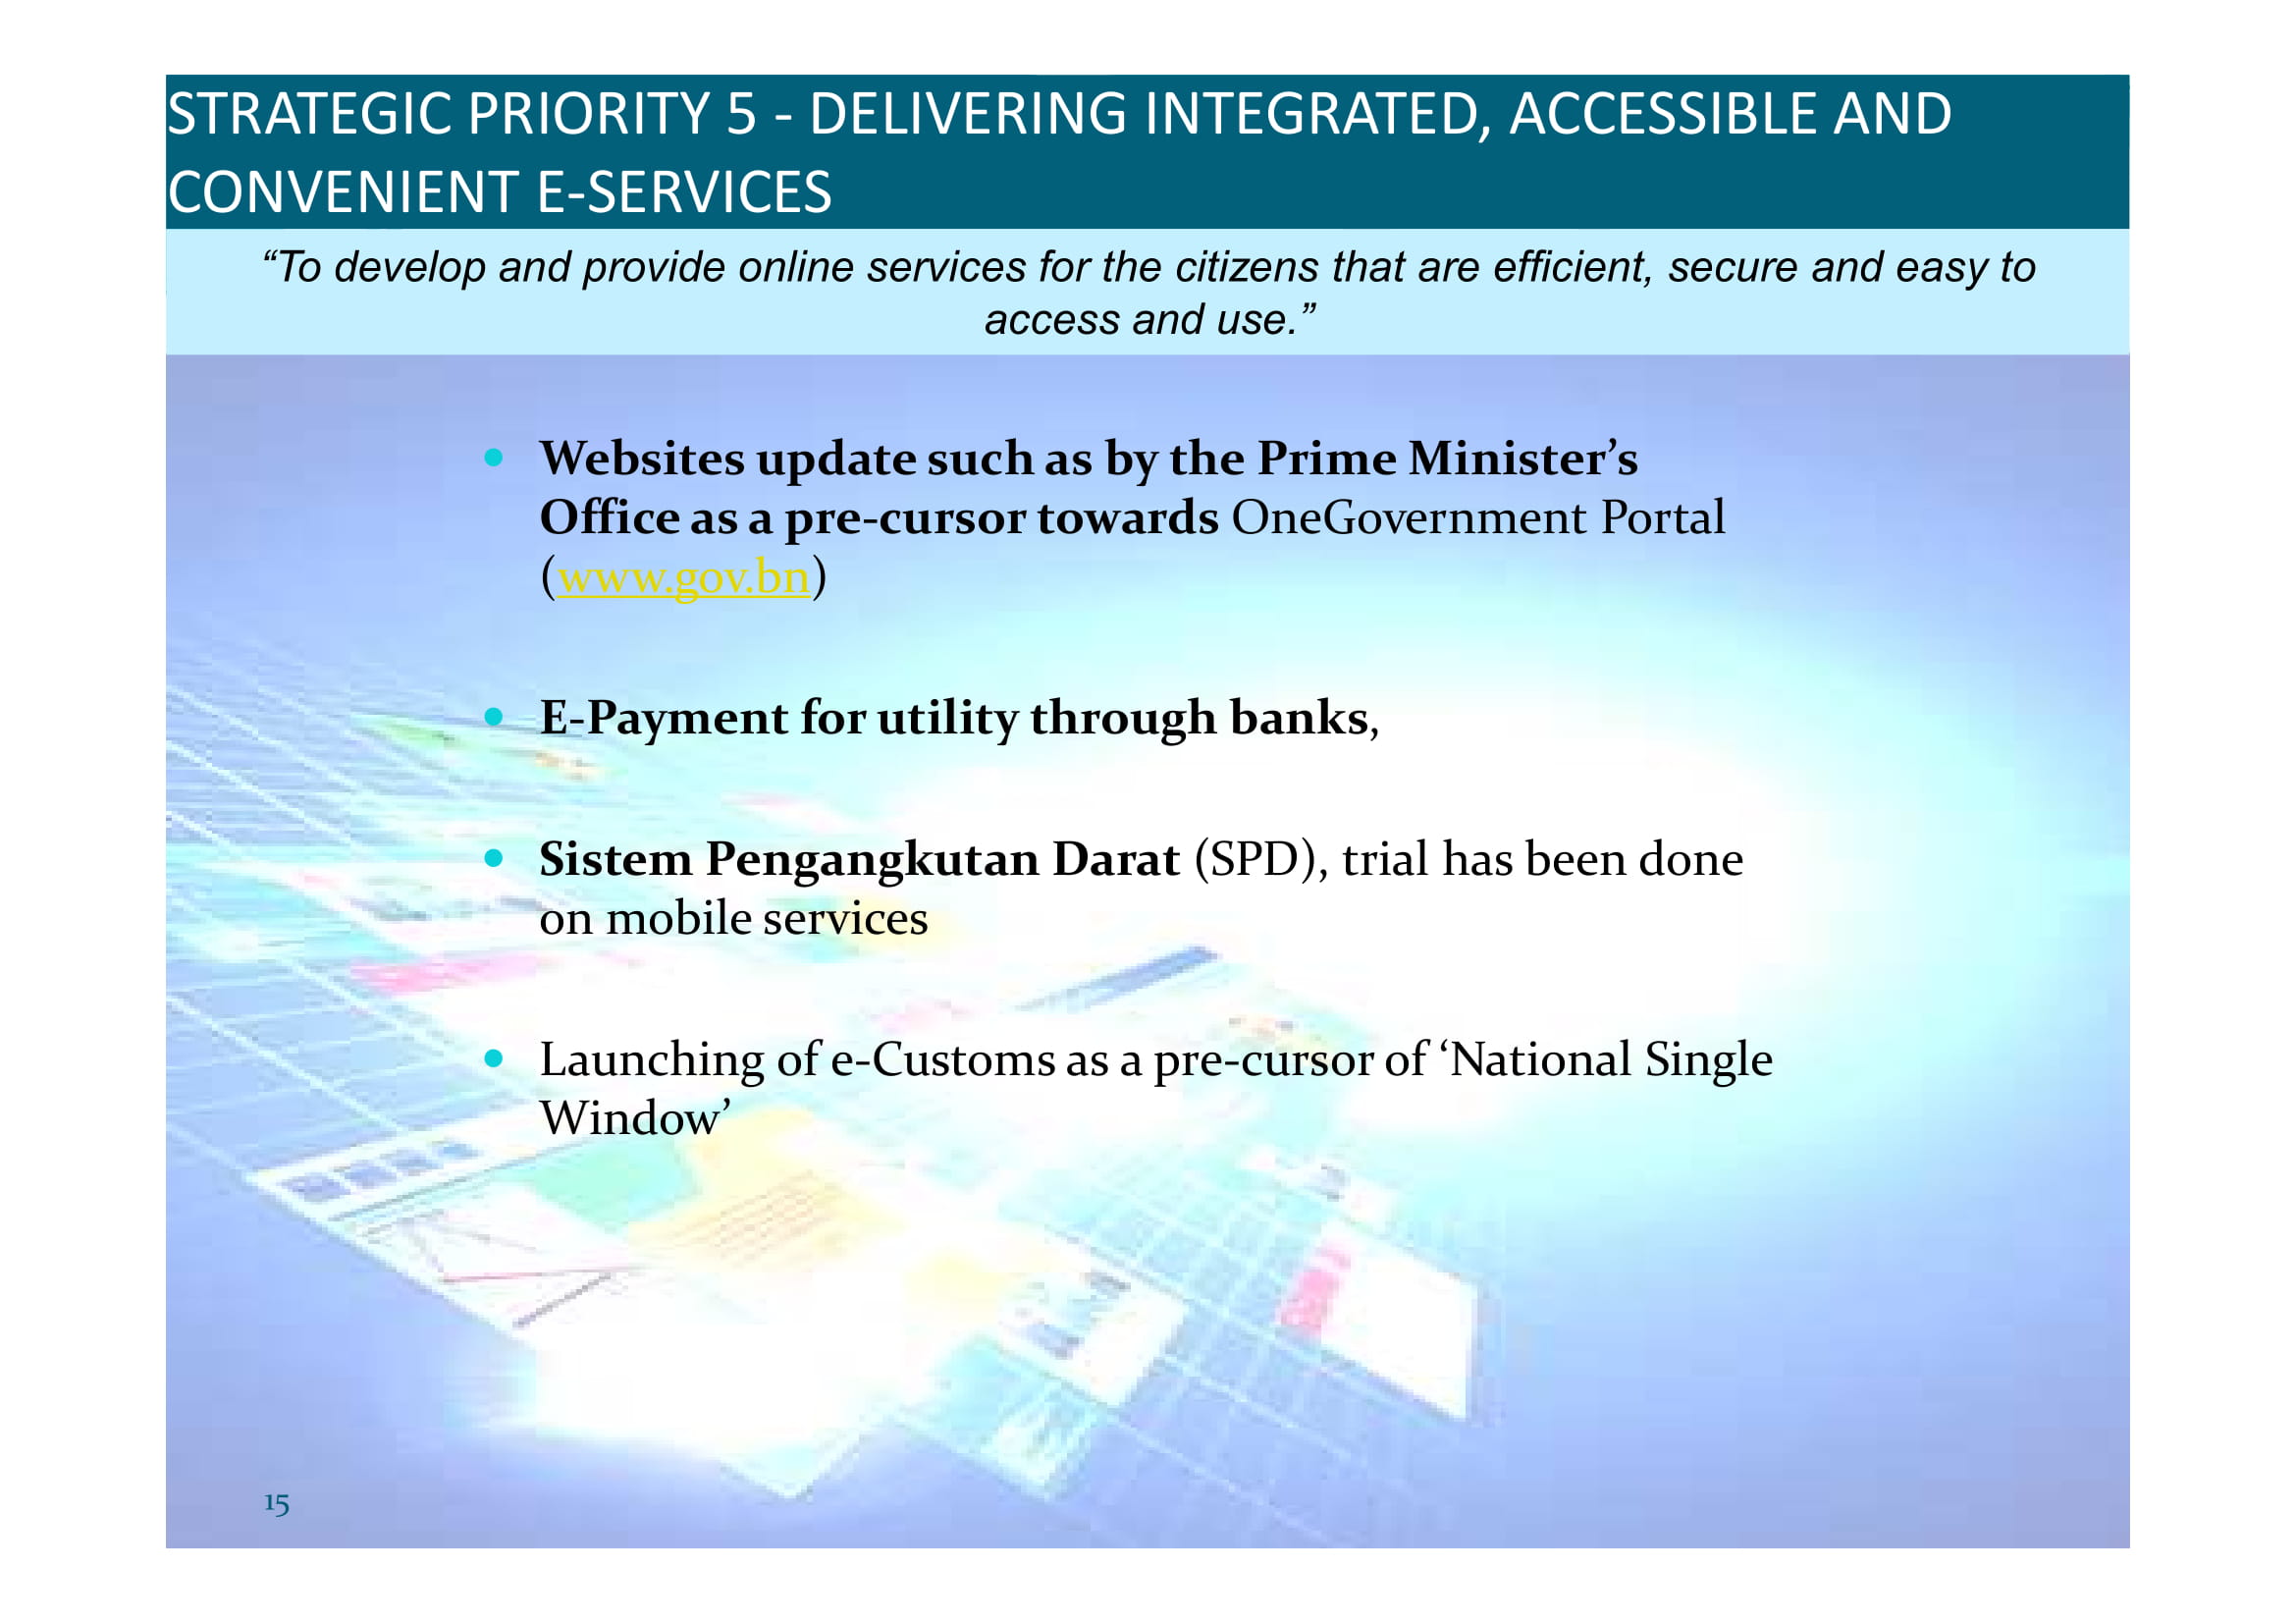 STRATEGIC PRIORITY 5 - DELIVERING INTEGRATED, ACCESSIBLE AND
CONVENIENT E-SERVICES
“To develop and provide online services for the citizens that are efficient, secure and easy to
access and use.”
• Websites update such as by the Prime Minister’s
Office as a pre-cursor towards OneGovernment Portal
(www.gov.bn)
• E-Payment for utility through banks,
• Sistem Pengangkutan Darat (SPD), trial has been done
on mobile services
• Launching of e-Customs as a pre-cursor of ‘National Single
Window’
15